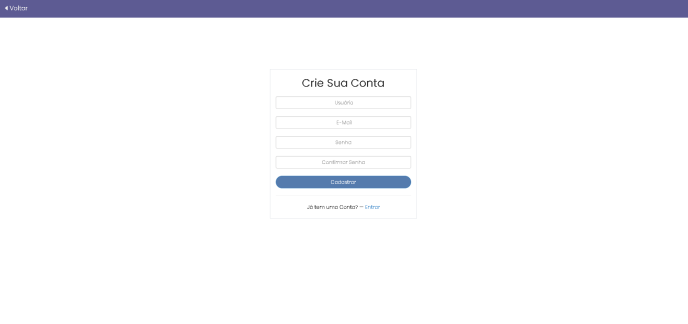 Voltar
Crie Sua Conta
Usuário
E-Mail
Senha
Confirmar Senha
Cadastrar
Já tem uma Conta? — Entrar